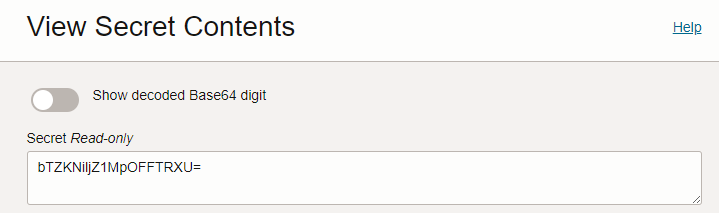 View Secret Contents
Help
Show decoded Base64 digit
Secret Read-only
bTZKNiljZ1MpOFFTRXU=